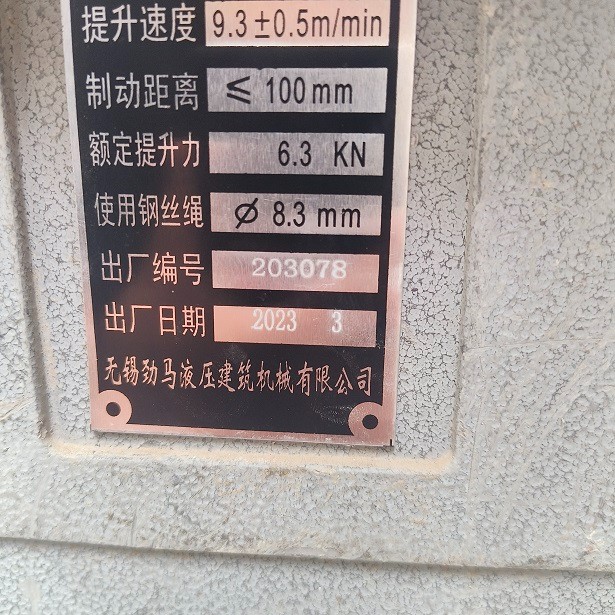 提升速度 9.3±0.5m/min
制动距离 ≤ 100mm
额定提升力 6.3 KN
使用钢丝绳 Ø 8.3 mm
出厂编号 203078
出厂日期 2023 3
无锡劲马液压建筑机械有限公司